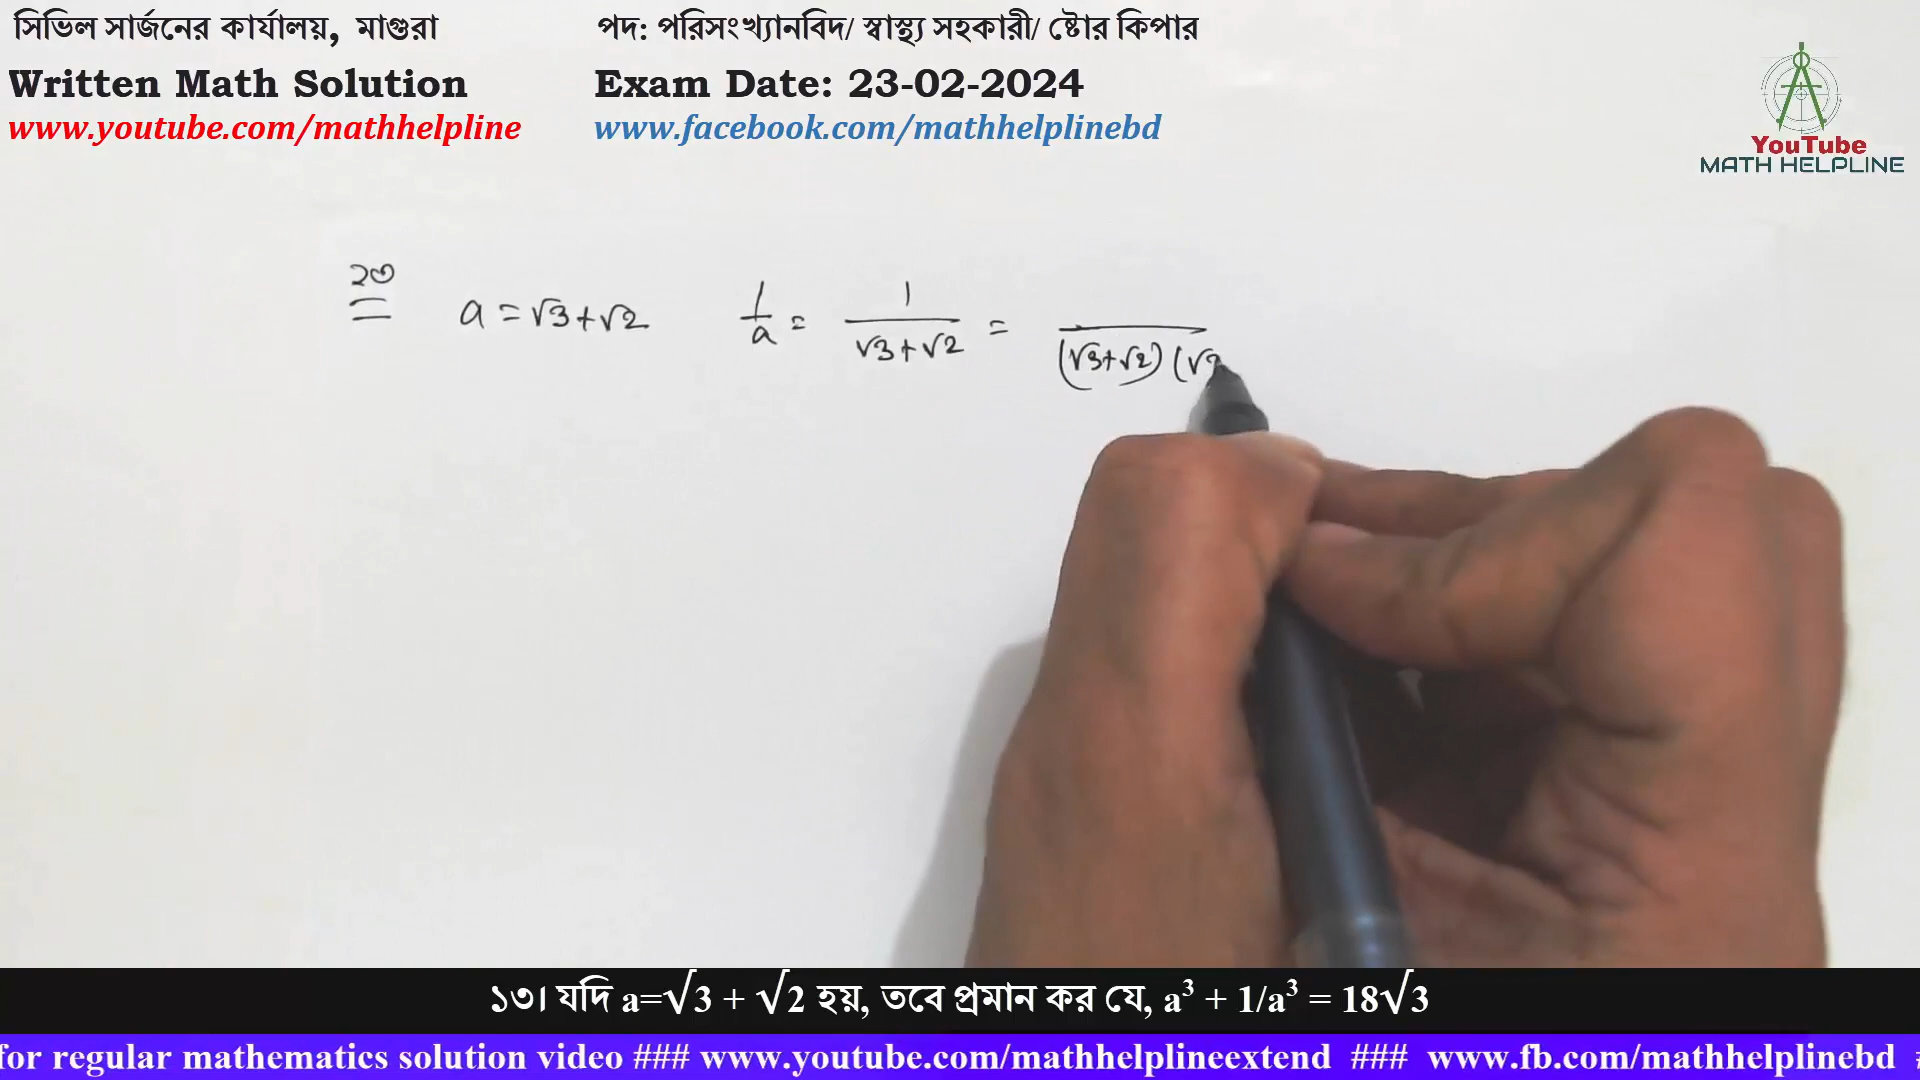 সিভিল সার্জনের কার্যালয়, মাগুরা
পদ: পরিসংখ্যানবিদ/ স্বাস্থ্য সহকারী/ ষ্টোর কিপার
Written Math Solution
Exam Date: 23-02-2024
www.youtube.com/mathhelpline
www.facebook.com/mathhelplinebd
YouTube
MATH HELPLINE
a = √3+√2 1/a = 1/√3+√2 = (√3+√2) (√3
১৩। যদি a=√3 + √2 হয়, তবে প্রমান কর যে, a³ + 1/a³ = 18√3
for regular mathematics solution video ### www.youtube.com/mathhelplineextend ### www.fb.com/mathhelplinebd